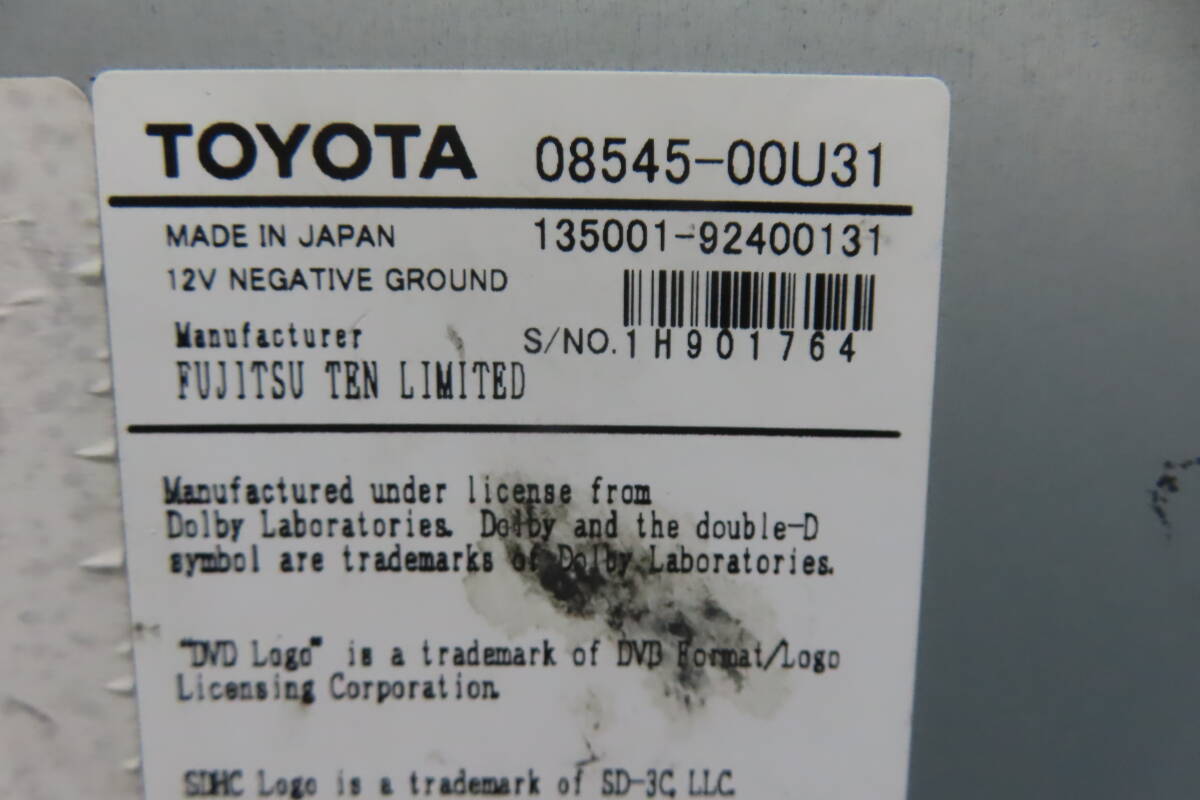 TOYOTA 08545-00U31
MADE IN JAPAN 135001-92400131
12V NEGATIVE GROUND
Manufacturer S/NO. 1H901764
FUJITSU TEN LIMITED
Manufactured under license from
Dolby Laboratories. Dolby and the double-D
symbol are trademarks of Dolby Laboratories.
"DVD Logo" is a trademark of DVD Format/Logo
Licensing Corporation.
SDHC Logo is a trademark of SD-3C, LLC.